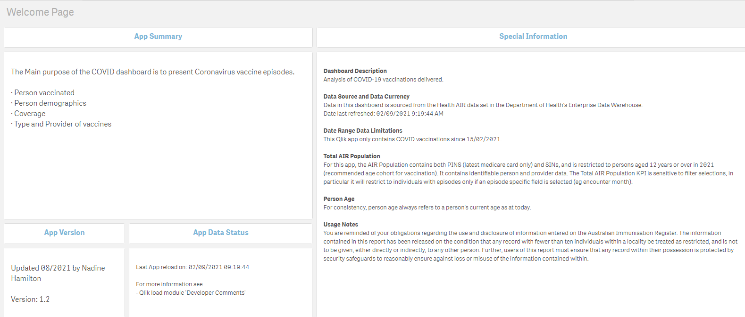 Welcome Page
App Summary
The Main purpose of the COVID dashboard is to present Coronavirus vaccine episodes.
· Person vaccinated
· Person demographics
· Coverage
· Type and Provider of vaccines
App Version
Updated 06/2021 by Nadine
Hamilton
Version: 1.2
App Data Status
Last App reload on: 02/09/2021 09:19:44
For more information see:
- Qlik load module 'Developer Comments'
Special Information
Dashboard Description
Analysis of COVID-19 vaccinations delivered.
Data Source and Data Currency
Data in this dashboard is sourced from the Health AIR data set in the Department of Health's Enterprise Data Warehouse.
Date last refreshed: 02/09/2021 9:19:44 AM
Date Range Data Limitations
This Qlik app only contains COVID vaccinations since 15/02/2021.
Total AIR Population
For this app, the AIR Population contains both PINs (latest medicare card only) and SINs, and is restricted to persons aged 12 years or over in 2021
(recommended age cohort for vaccination). It contains identifiable person and provider data. The Total AIR Population KPI is sensitive to filter selections, in
particular it will restrict to individuals with episodes only if an episode specific field is selected (eg encounter month).
Person Age
For consistency, person age always refers to a person's current age as at today.
Usage Notes
You are reminded of your obligations regarding the use and disclosure of information entered on the Australian Immunisation Register. The information
contained in this report has been released on the condition that any record with fewer than ten individuals within a locality be treated as restricted, and is not
to be given, either directly or indirectly, to any other person. Further, users of this report must ensure that any record within their possession is protected by
security safeguards to reasonably ensure against loss or misuse of the information contained within.